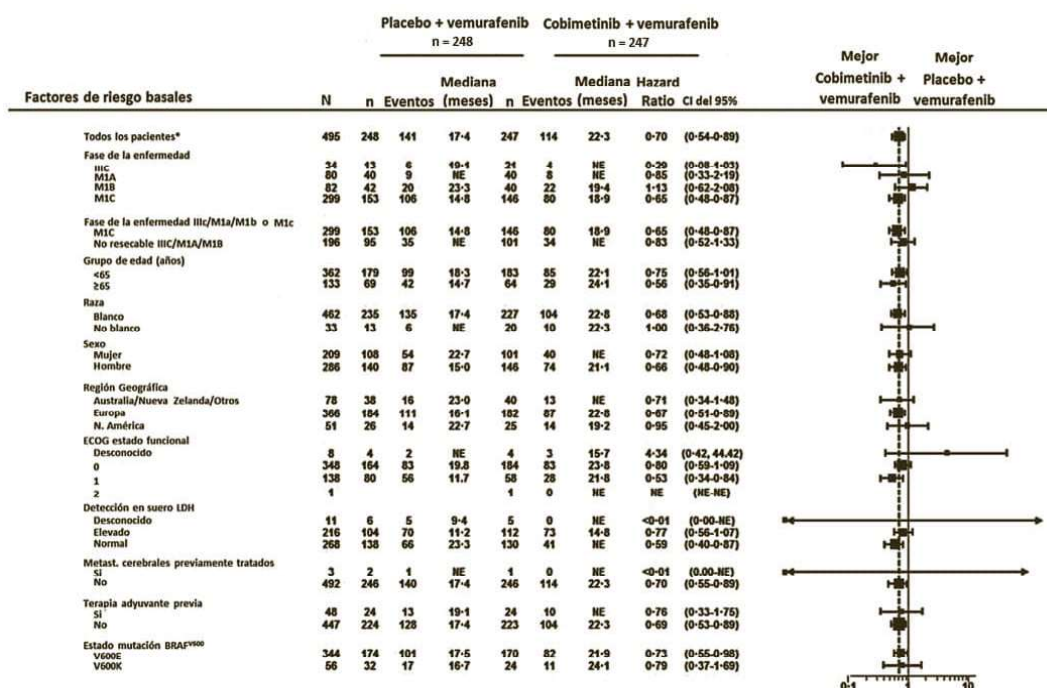 Placebo + vemurafenib Cobimetinib + vemurafenib
n = 248 n = 247
Mejor Mejor
Cobimetinib + Placebo +
vemurafenib vemurafenib
Mediana Mediana Hazard
Factores de riesgo basales N n Eventos (meses) n Eventos (meses) Ratio CI del 95%
Todos los pacientes* 495 248 141 17·4 247 114 22·3 0·70 (0·54-0·89)
Fase de la enfermedad
IIIC 34 13 6 19·1 21 4 NE 0·29 (0·08-1·03)
M1A 80 40 9 NE 40 8 NE 0·85 (0·33-2·19)
M1B 82 42 20 23·3 40 22 19·4 1·13 (0·62-2·08)
M1C 299 153 106 14·8 146 80 18·9 0·65 (0·48-0·87)
Fase de la enfermedad IIIc/M1a/M1b o M1c
M1C 299 153 106 14·8 146 80 18·9 0·65 (0·48-0·87)
No resecable IIIC/M1A/M1B 196 95 35 NE 101 34 NE 0·83 (0·52-1·33)
Grupo de edad (años)
<65 362 179 99 18·3 183 85 22·1 0·75 (0·56-1·01)
≥65 133 69 42 14·7 64 29 24·1 0·56 (0·35-0·91)
Raza
Blanco 462 235 135 17·4 227 104 22·8 0·68 (0·53-0·88)
No blanco 33 13 6 NE 20 10 22·3 1·00 (0·36-2·76)
Sexo
Mujer 209 108 54 22·7 101 40 NE 0·72 (0·48-1·08)
Hombre 286 140 87 15·0 146 74 21·1 0·66 (0·48-0·90)
Región Geográfica
Australia/Nueva Zelanda/Otros 78 38 16 23·0 40 13 NE 0·71 (0·34-1·48)
Europa 366 184 111 16·1 182 87 22·8 0·67 (0·51-0·89)
N. América 51 26 14 22·7 25 14 19·2 0·95 (0·45-2·00)
ECOG estado funcional
Desconocido 8 4 2 NE 4 3 15·7 4·34 (0·42, 44.42)
0 348 164 83 19.8 184 83 23·8 0·80 (0·59-1·09)
1 138 80 56 11.7 58 28 21·8 0·53 (0·34-0·84)
2 1 1 0 NE NE (NE-NE)
Detección en suero LDH
Desconocido 11 6 5 9·4 5 0 NE <0·01 (0·00-NE)
Elevado 216 104 70 11·2 112 73 14·8 0·77 (0·56-1·07)
Normal 268 138 66 23·3 130 41 NE 0·59 (0·40-0·87)
Metast. cerebrales previamente tratados
Si 3 2 1 NE 1 0 NE <0·01 (0.00-NE)
No 492 246 140 17·4 246 114 22·3 0·70 (0·55-0·89)
Terapia adyuvante previa
Si 48 24 13 19·1 24 10 NE 0·76 (0·33-1·75)
No 447 224 128 17·4 223 104 22·3 0·69 (0·53-0·89)
Estado mutación BRAFV600
V600E 344 174 101 17·5 170 82 21·9 0·73 (0·55-0·98)
V600K 56 32 17 16·7 24 11 24·1 0·79 (0·37-1·69)
0·1 1 10